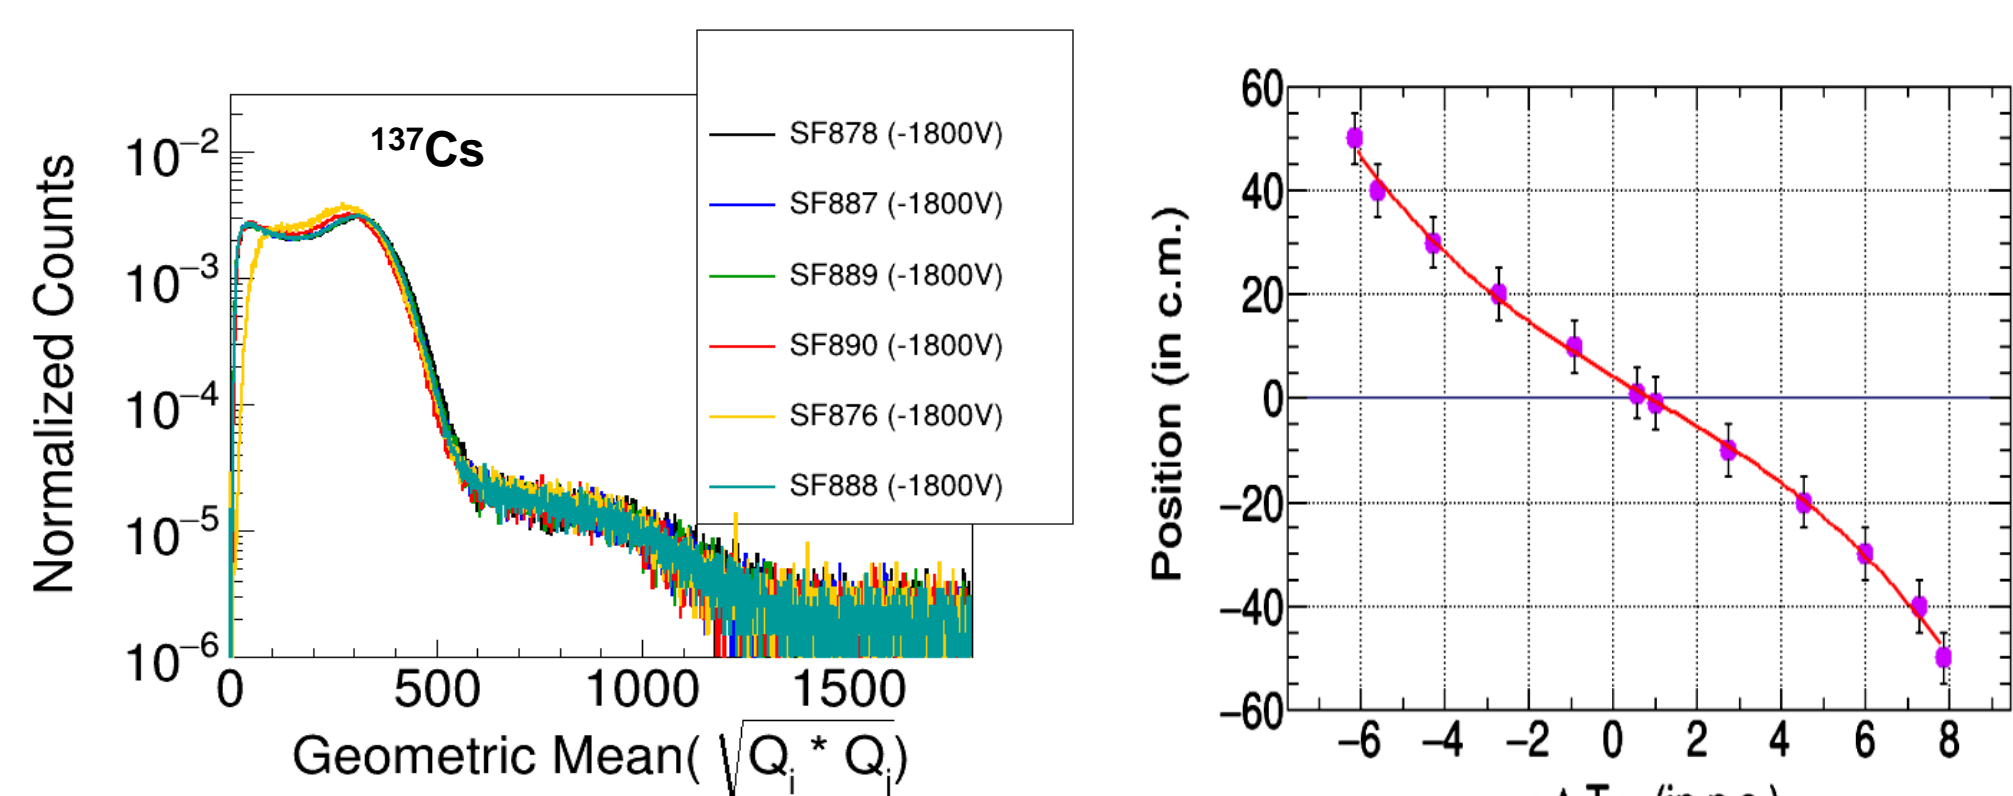 137Cs
Normalized Counts
10−2
10−3
10−4
10−5
10−6
0 500 1000 1500
Geometric Mean( √Qi * Qj)
SF878 (-1800V)
SF887 (-1800V)
SF889 (-1800V)
SF890 (-1800V)
SF876 (-1800V)
SF888 (-1800V)
Position (in c.m.)
60
40
20
0
−20
−40
−60
−6 −4 −2 0 2 4 6 8